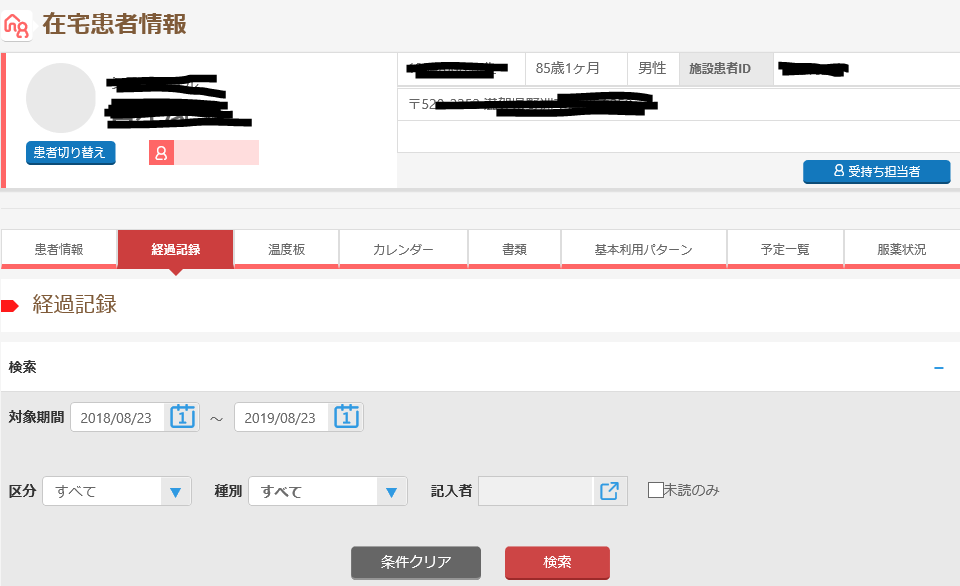 在宅患者情報
85歳1ヶ月 男性 施設患者ID
〒52
患者切り替え
受持ち担当者
患者情報 経過記録 温度板 カレンダー 書類 基本利用パターン 予定一覧 服薬状況
経過記録
検索
対象期間 2018/08/23 1 ～ 2019/08/23 1
区分 すべて 種別 すべて 記入者 未読のみ
条件クリア 検索